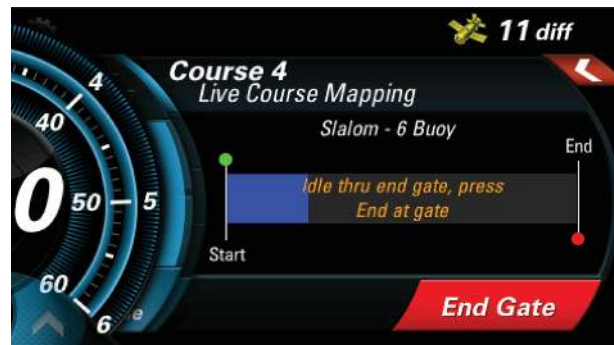 11 diff
Course 4
Live Course Mapping
Slalom - 6 Buoy
End
Idle thru end gate, press
End at gate
Start
End Gate
4
40
0
50
5
60
6